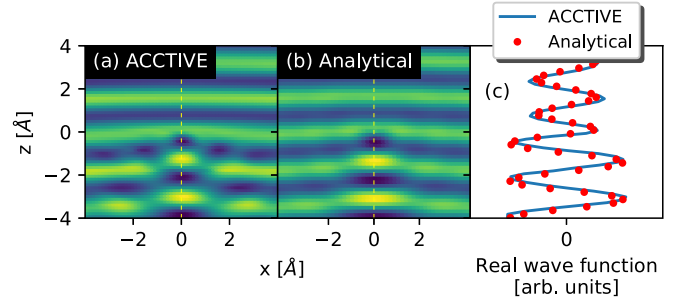 ACCTIVE
Analytical
(a) ACCTIVE
(b) Analytical
(c)
4
2
0
−2
−4
z [Å]
−2
0
2
−2
0
2
0
x [Å]
Real wave function
[arb. units]